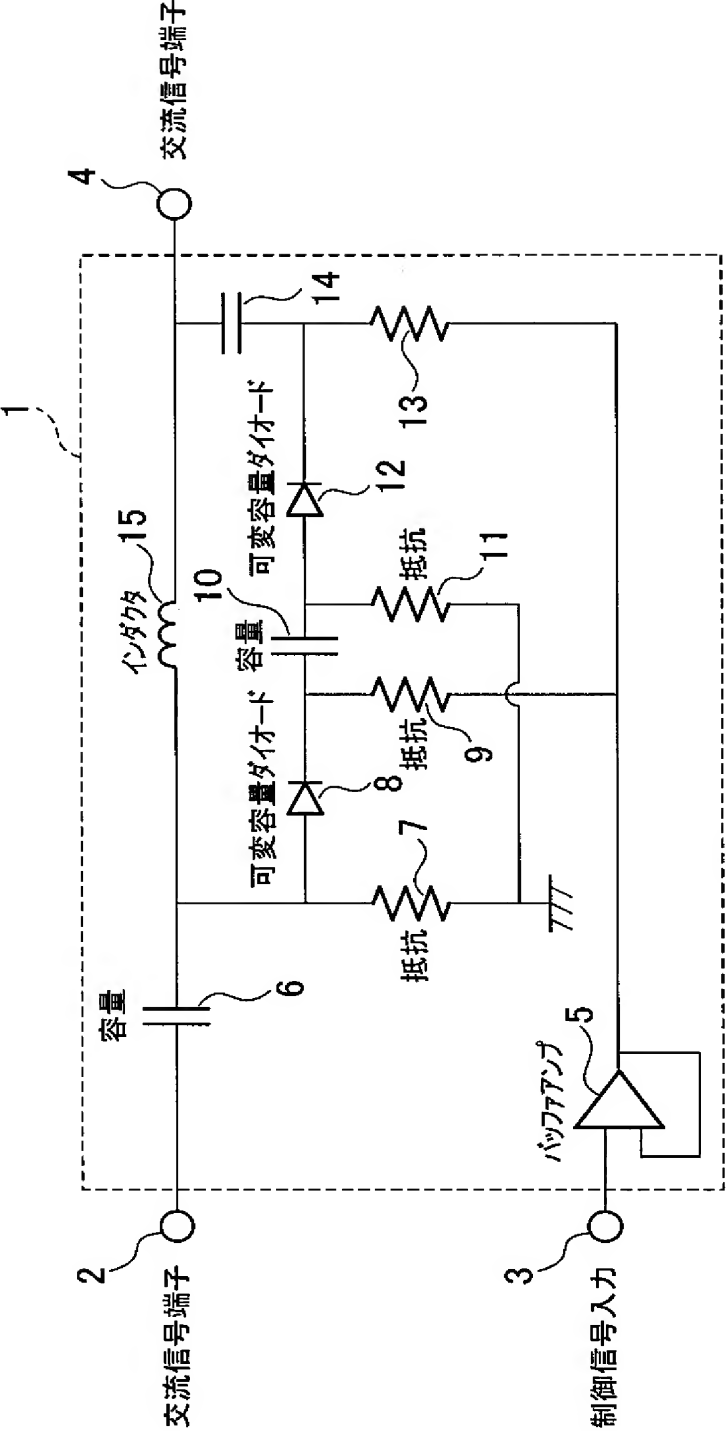 1
交流信号端子
2
容量
6
インダクタ
15
4
交流信号端子
14
可変容量ダイオード
8
容量
10
可変容量ダイオード
12
抵抗
7
抵抗
9
抵抗
11
13
制御信号入力
3
バッファアンプ
5